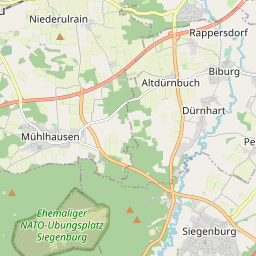 Niederulrain
Rappersdorf
Biburg
Altdürnbuch
Dürnhart
Mühlhausen
Ehemaliger
NATO-Übungsplatz
Siegenburg
Siegenburg